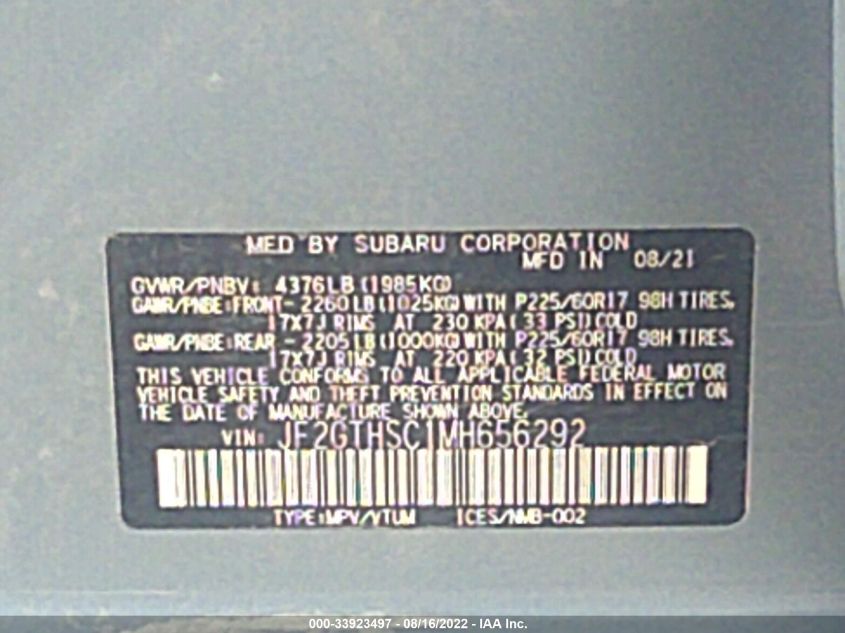 MFD BY SUBARU CORPORATION
MFD IN 08/21
GVWR/PNBV: 4376LB(1985KG)
GAWR/PNBE:FRONT-2260LB(1025KG)WITH P225/60R17 98H TIRES,
17X7J RIMS AT 230 KPA(33 PSI)COLD
GAWR/PNBE:REAR -2205LB(1000KG)WITH P225/60R17 98H TIRES,
17X7J RIMS AT 220 KPA(32 PSI)COLD
THIS VEHICLE CONFORMS TO ALL APPLICABLE FEDERAL MOTOR
VEHICLE SAFETY AND THEFT PREVENTION STANDARDS IN EFFECT ON
THE DATE OF MANUFACTURE SHOWN ABOVE.
VIN: JF2GTHSC1MH656292
TYPE:MPV/VTUM ICES/NMB-002
000-33923497 - 08/16/2022 - IAA Inc.